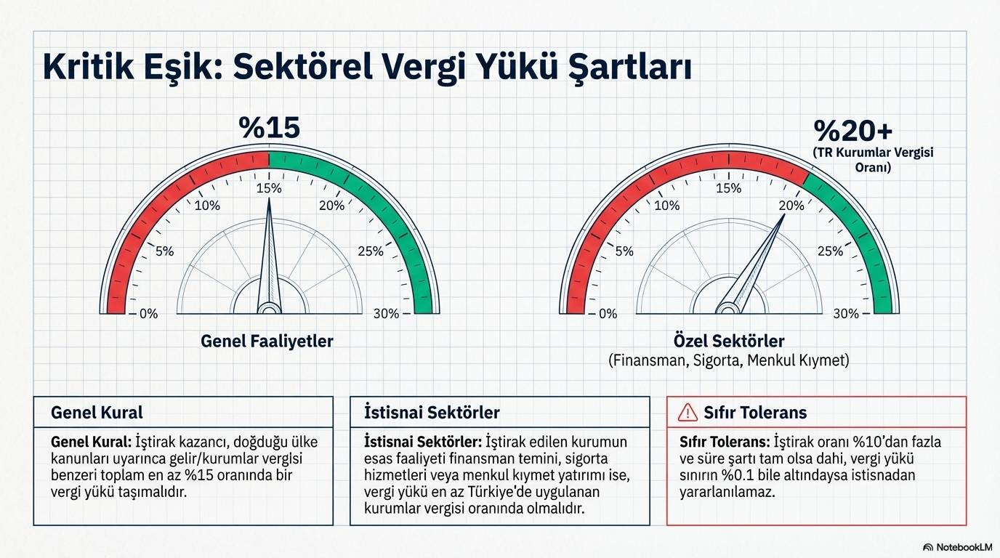 Kritik Eşik: Sektörel Vergi Yükü Şartları
%15
0%
5%
10%
15%
20%
25%
30%
Genel Faaliyetler
%20+
(TR Kurumlar Vergisi
Oranı)
0%
5%
10%
15%
20%
25%
30%
Özel Sektörler
(Finansman, Sigorta, Menkul Kıymet)
Genel Kural
Genel Kural: İştirak kazancı, doğduğu ülke
kanunları uyarınca gelir/kurumlar vergisi
benzeri toplam en az %15 oranında bir
vergi yükü taşımalıdır.
İstisnai Sektörler
İstisnai Sektörler: İştirak edilen kurumun
esas faaliyeti finansman temini, sigorta
hizmetleri veya menkul kıymet yatırımı ise,
vergi yükü en az Türkiye'de uygulanan
kurumlar vergisi oranında olmalıdır.
Sıfır Tolerans
Sıfır Tolerans: İştirak oranı %10'dan fazla
ve süre şartı tam olsa dahi, vergi yükü
sınırın %0.1 bile altındaysa istisnadan
yararlanılamaz.
NotebookLM